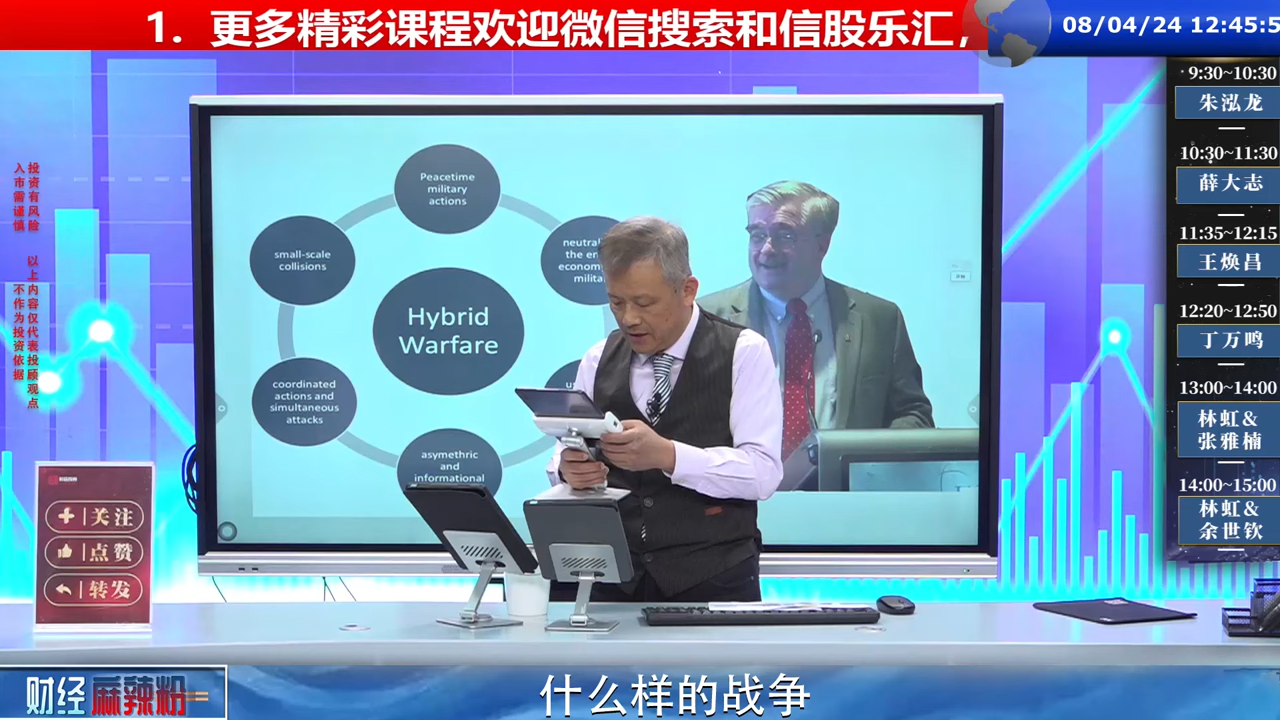 1. 更多精彩课程欢迎微信搜索和信股乐汇，
08/04/24 12:45:5
投资有风险
入市需谨慎
以上内容仅代表投顾观点
不作为投资依据
Peacetime
military
actions
small-scale
collisions
neutral
the en
econom
milita
Hybrid
Warfare
coordinated
actions and
simultaneous
attacks
asymethric
and
informational
9:30~10:30
朱泓龙
10:30~11:30
薛大志
11:35~12:15
王焕昌
12:20~12:50
丁万鸣
13:00~14:00
林虹&
张雅楠
14:00~15:00
林虹&
余世钦
关注
点赞
转发
财经麻辣粉
什么样的战争